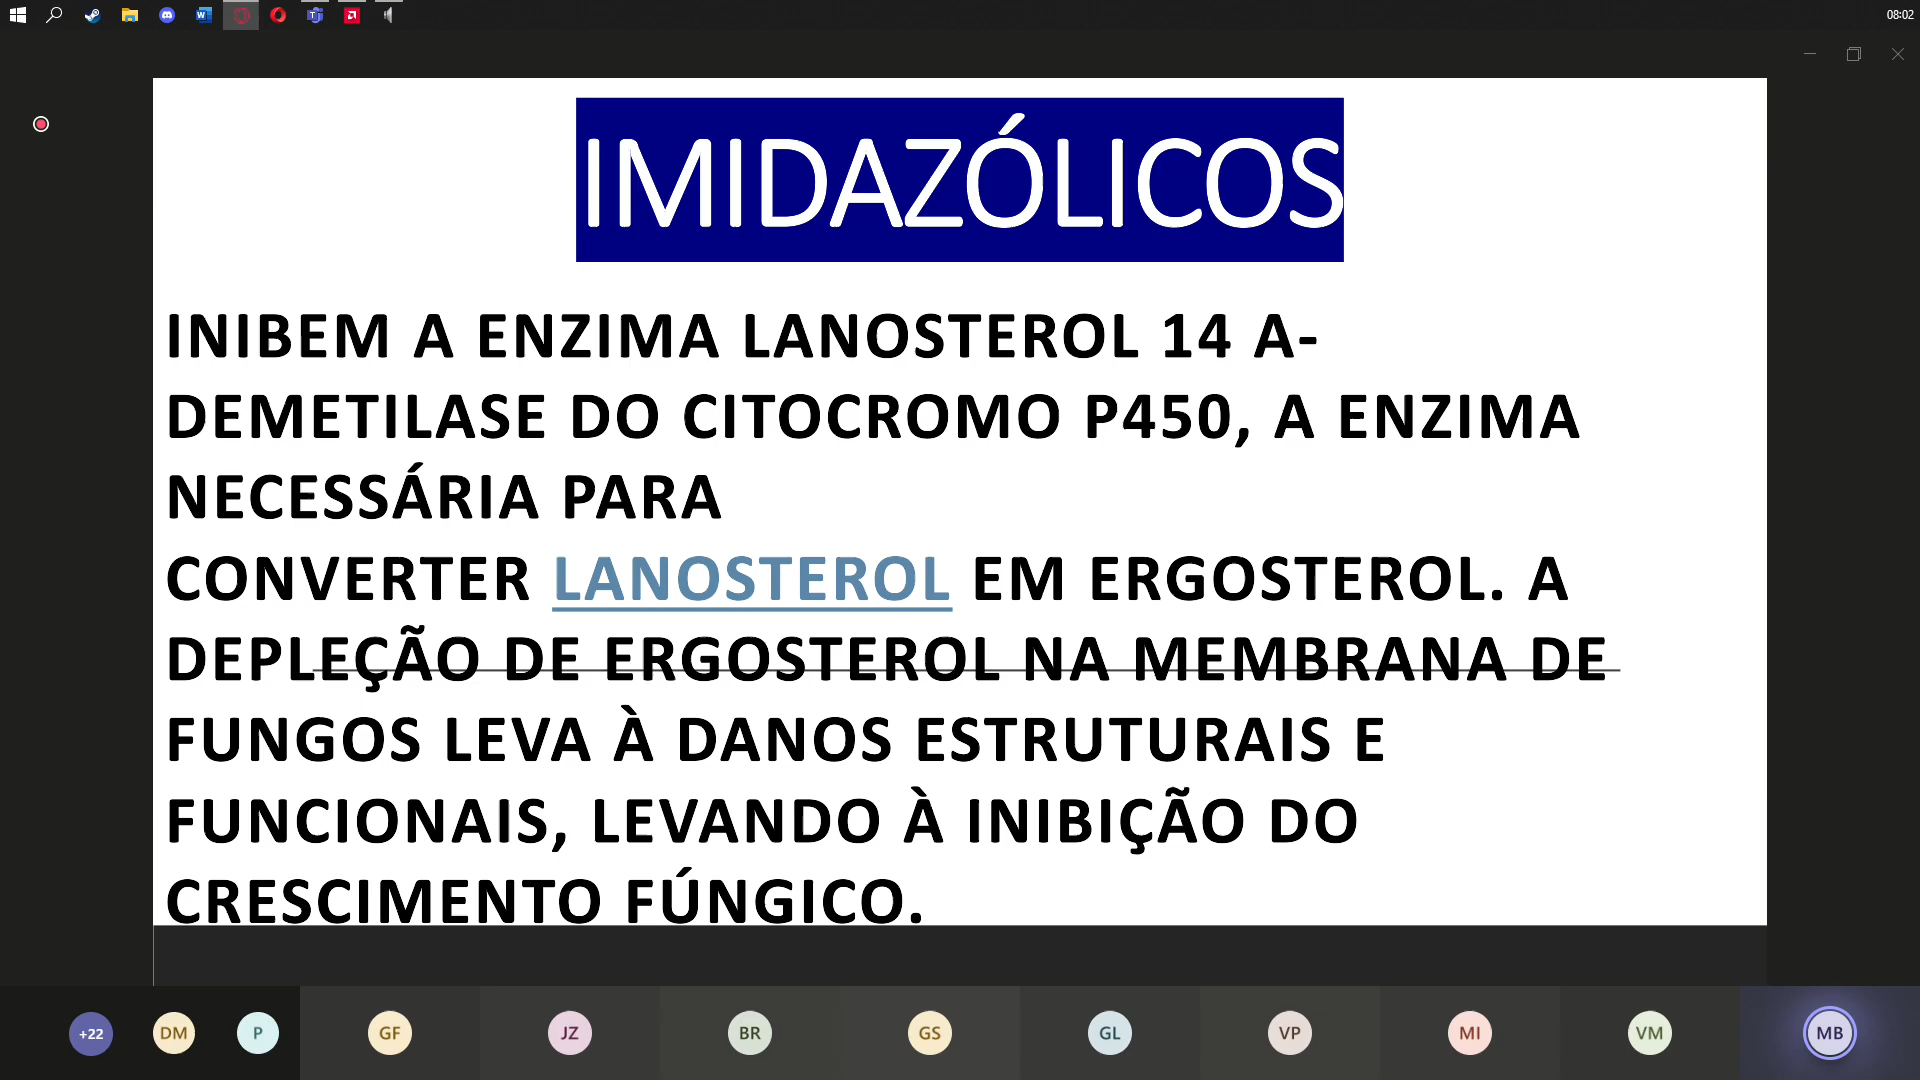 08:02
IMIDAZÓLICOS
INIBEM A ENZIMA LANOSTEROL 14 A-
DEMETILASE DO CITOCROMO P450, A ENZIMA
NECESSÁRIA PARA
CONVERTER LANOSTEROL EM ERGOSTEROL. A
DEPLEÇÃO DE ERGOSTEROL NA MEMBRANA DE
FUNGOS LEVA À DANOS ESTRUTURAIS E
FUNCIONAIS, LEVANDO À INIBIÇÃO DO
CRESCIMENTO FÚNGICO.
+22 DM P GF JZ BR GS GL VP MI VM MB